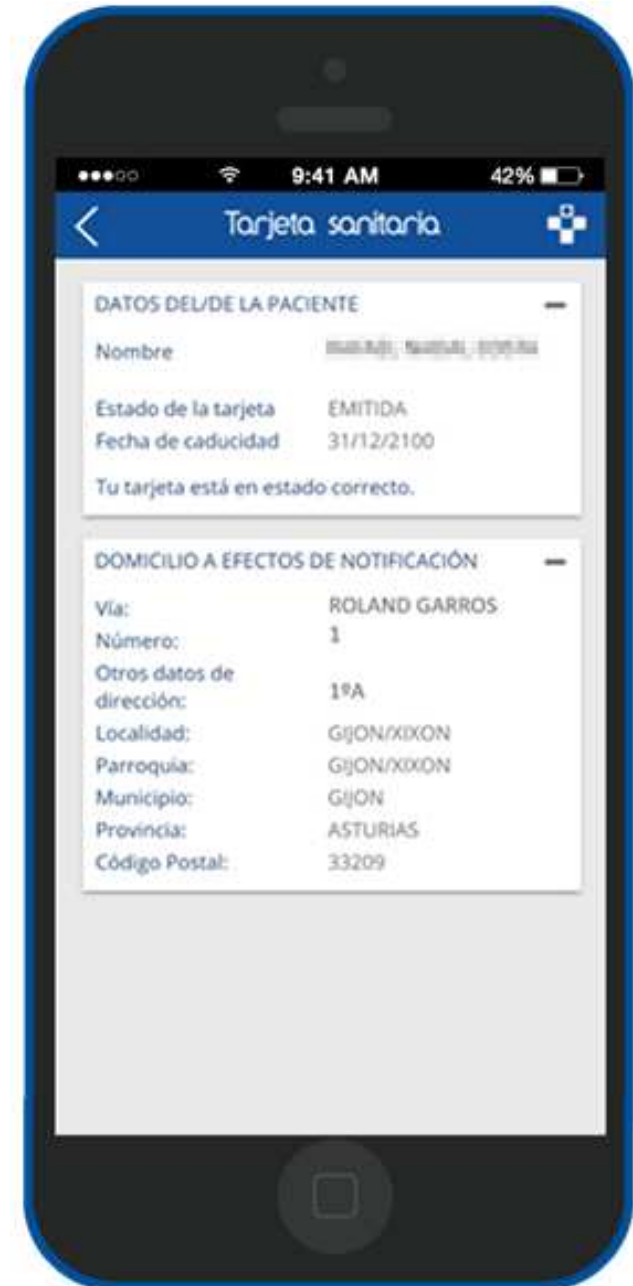 9:41 AM 42%
Tarjeta sanitaria
DATOS DEL/DE LA PACIENTE
Nombre
Estado de la tarjeta EMITIDA
Fecha de caducidad 31/12/2100
Tu tarjeta está en estado correcto.
DOMICILIO A EFECTOS DE NOTIFICACIÓN
Vía: ROLAND GARROS
Número: 1
Otros datos de
dirección: 1ºA
Localidad: GIJON/XIXON
Parroquia: GIJON/XIXON
Municipio: GIJON
Provincia: ASTURIAS
Código Postal: 33209